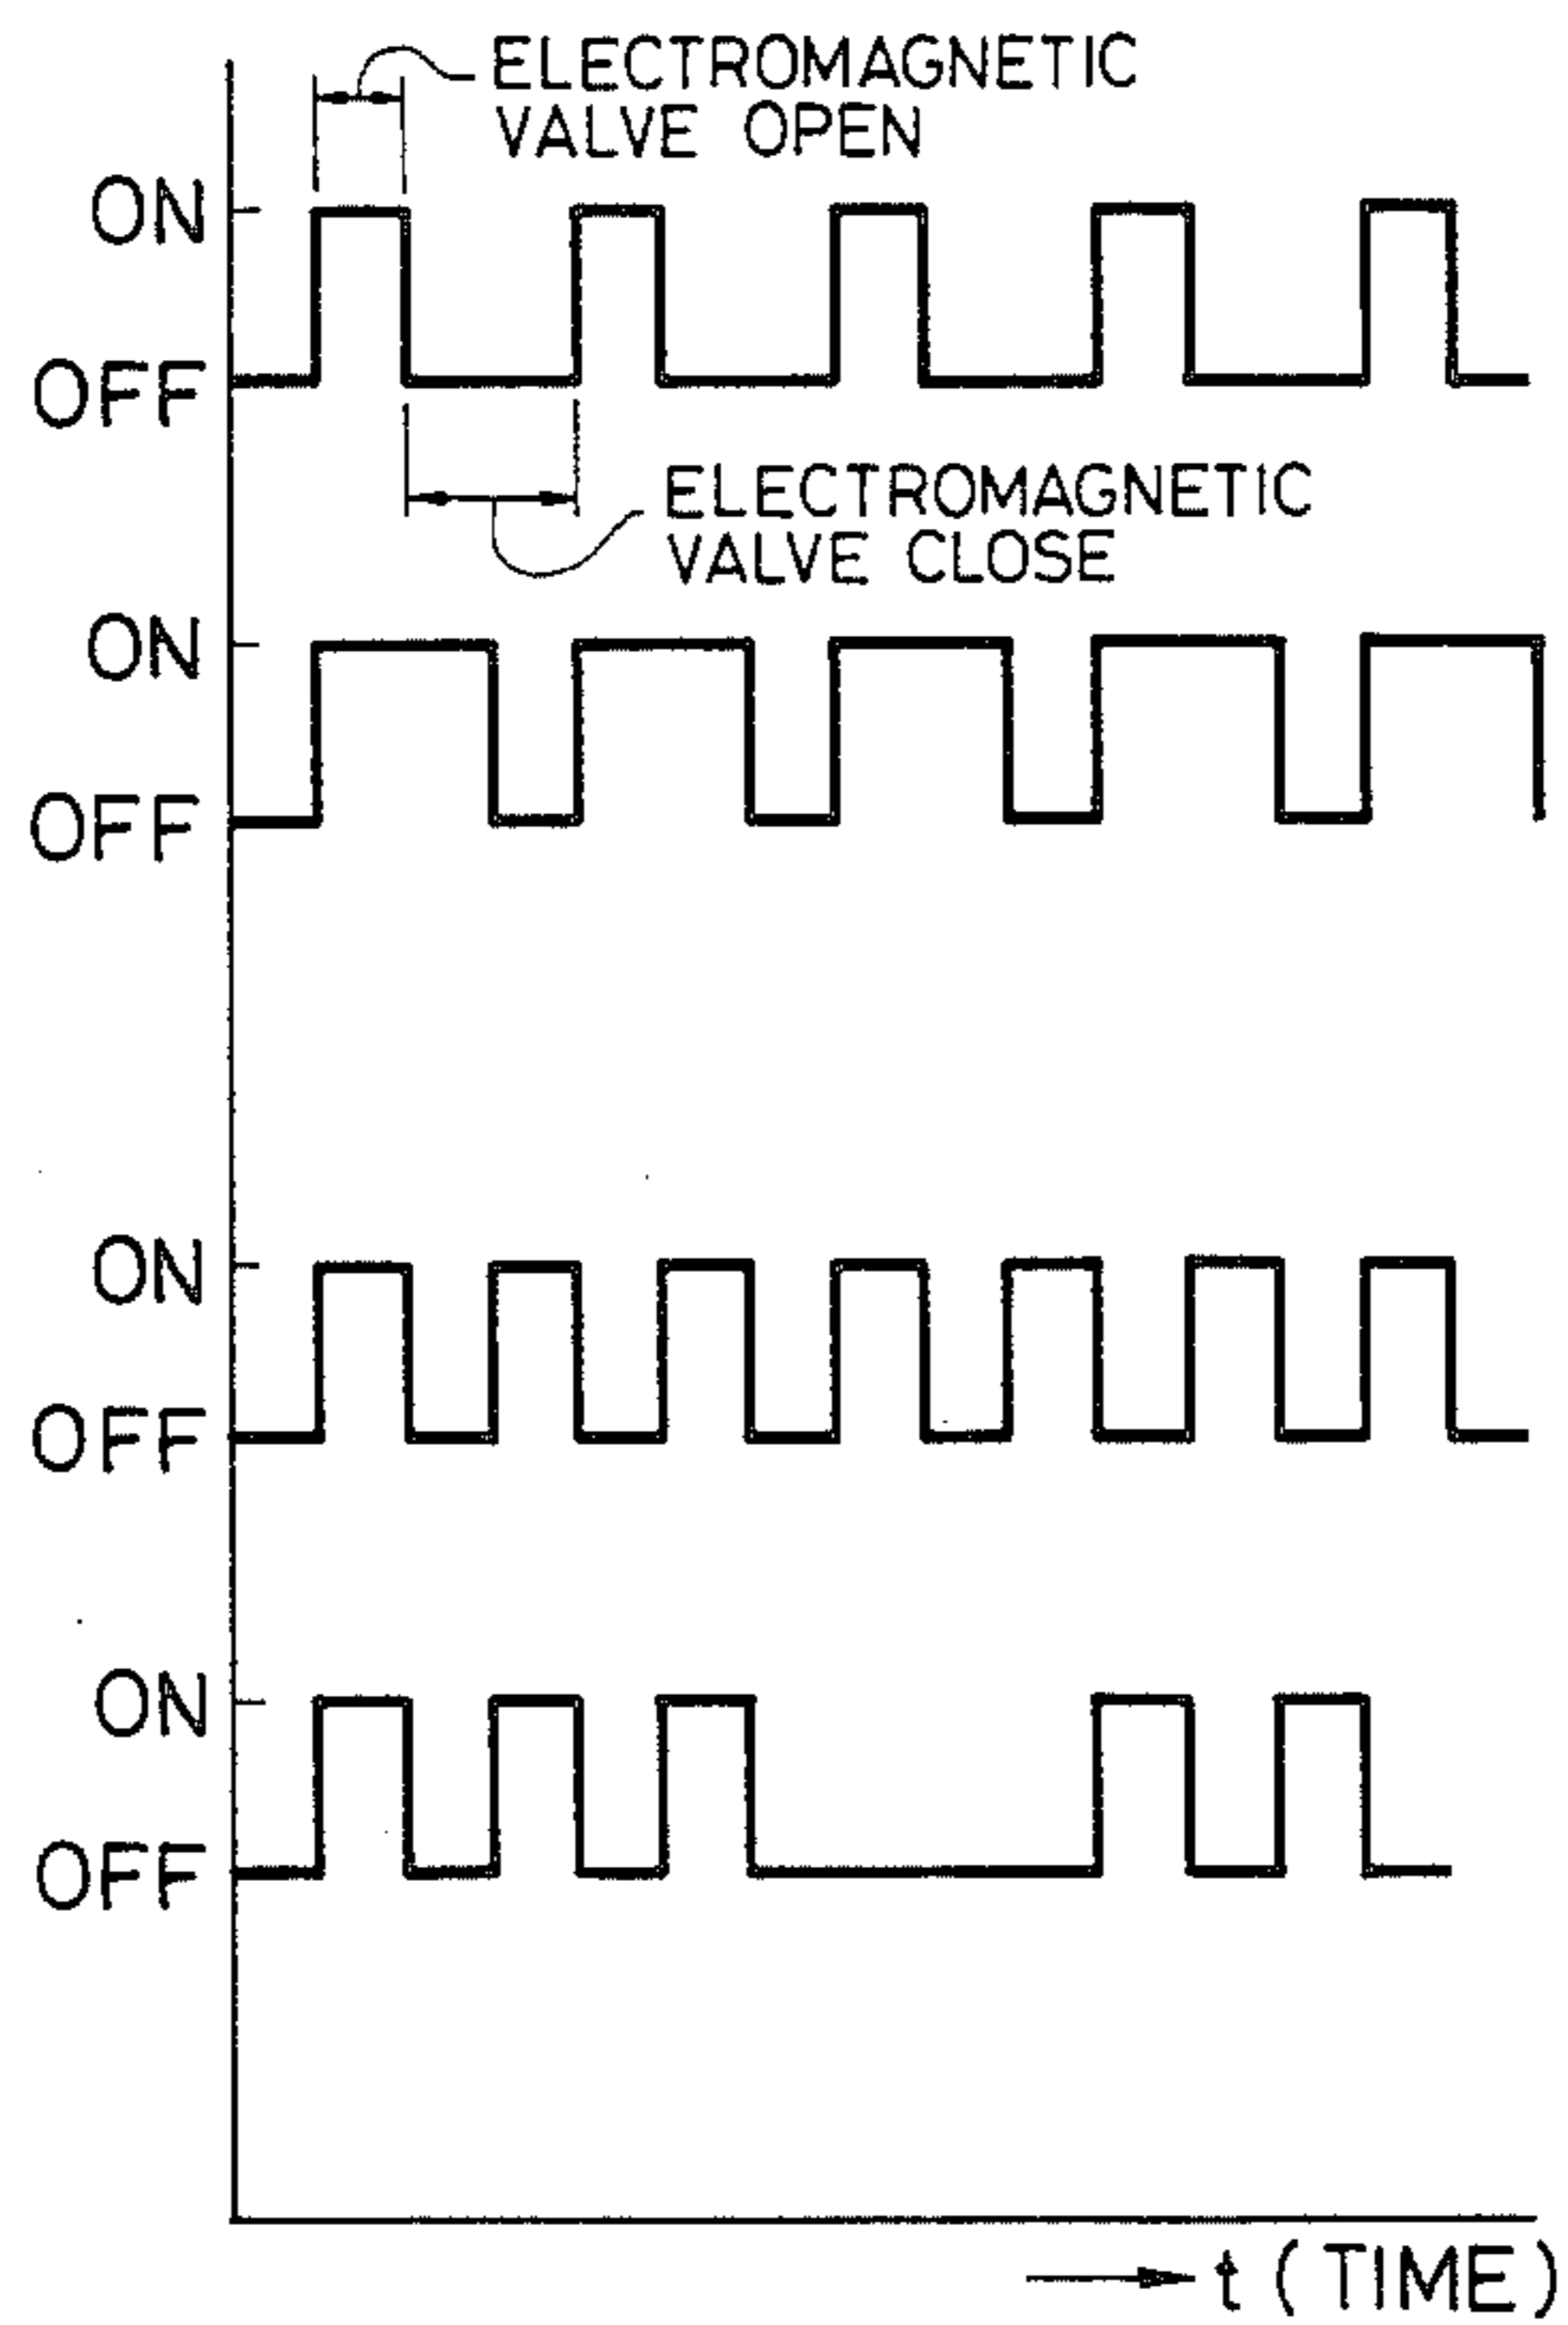 ELECTROMAGNETIC
VALVE OPEN
ON
OFF
ELECTROMAGNETIC
VALVE CLOSE
ON
OFF
ON
OFF
ON
OFF
t (TIME)